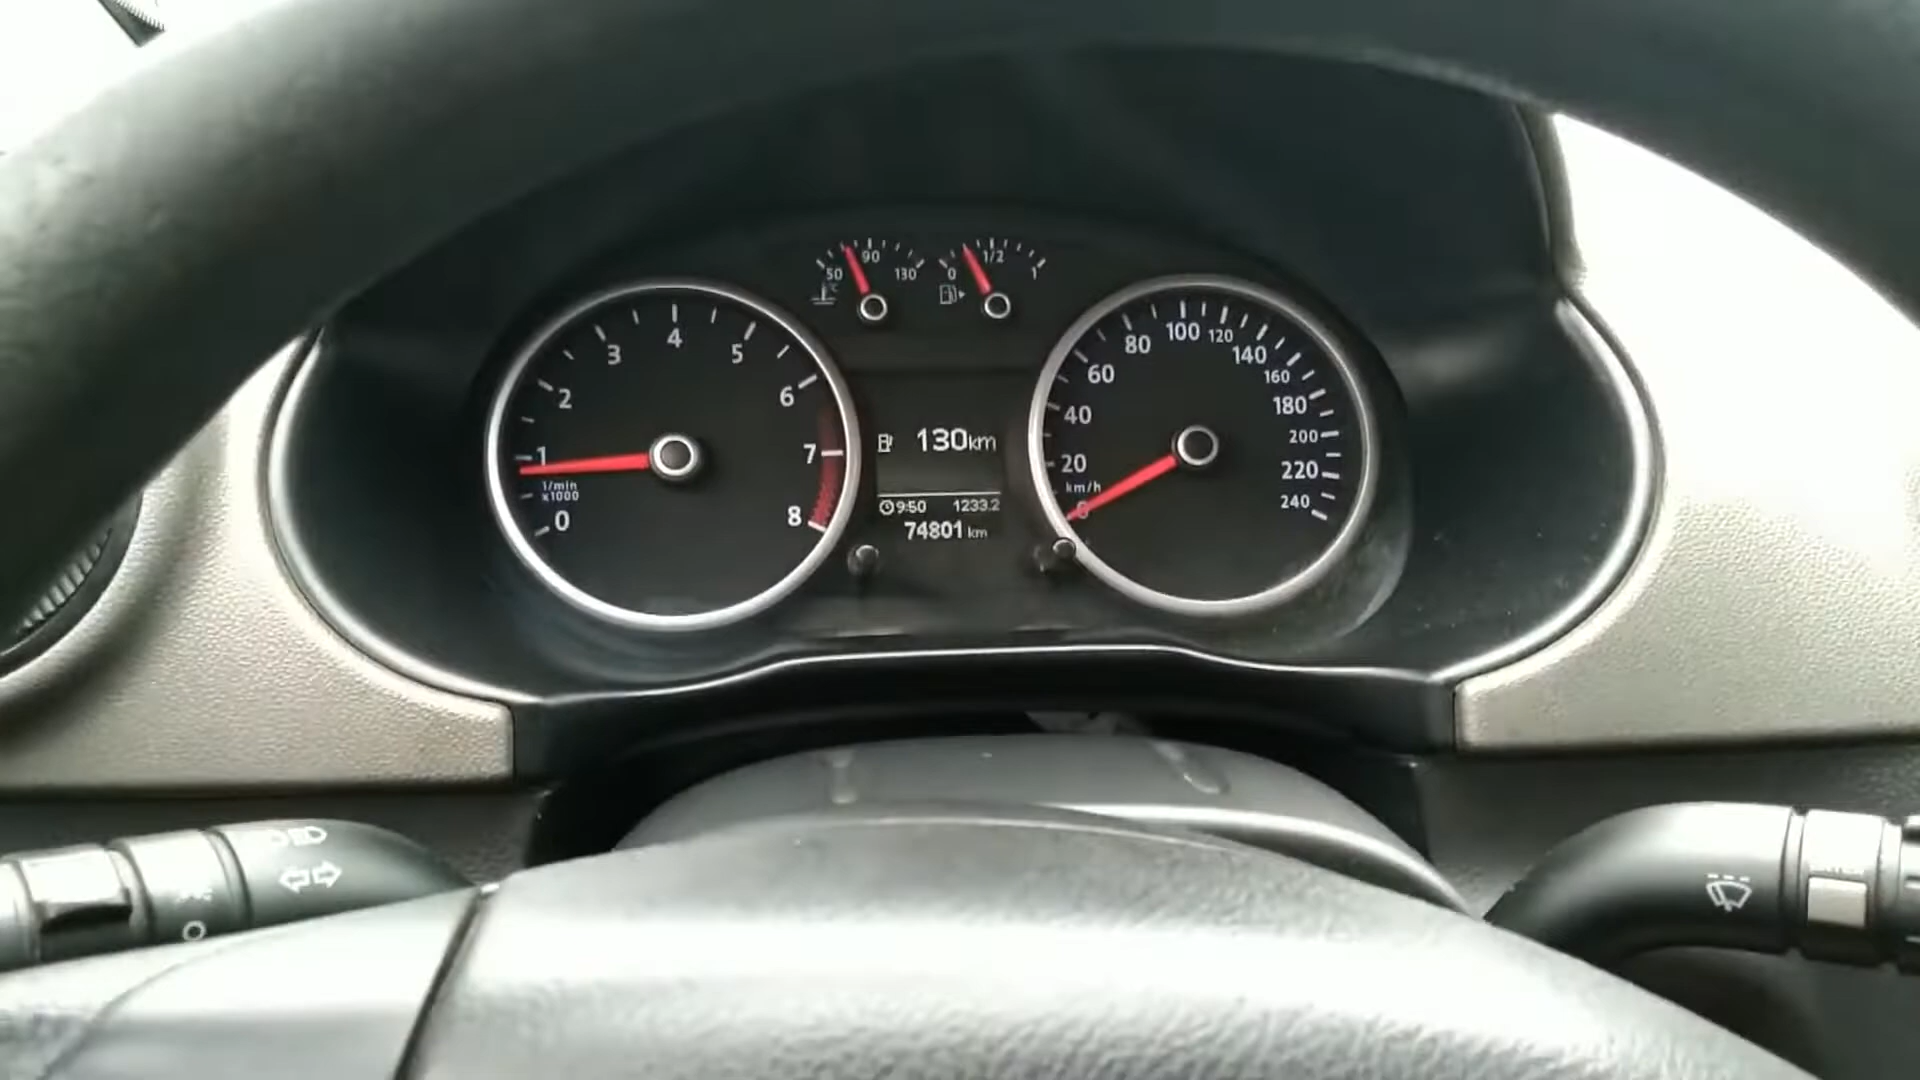 50 90 130
0 1/2 1
0 1 2 3 4 5 6 7 8
1/min
x1000
130km
9:50 1233.2
74801 km
0 20 40 60 80 100 120 140 160 180 200 220 240
km/h